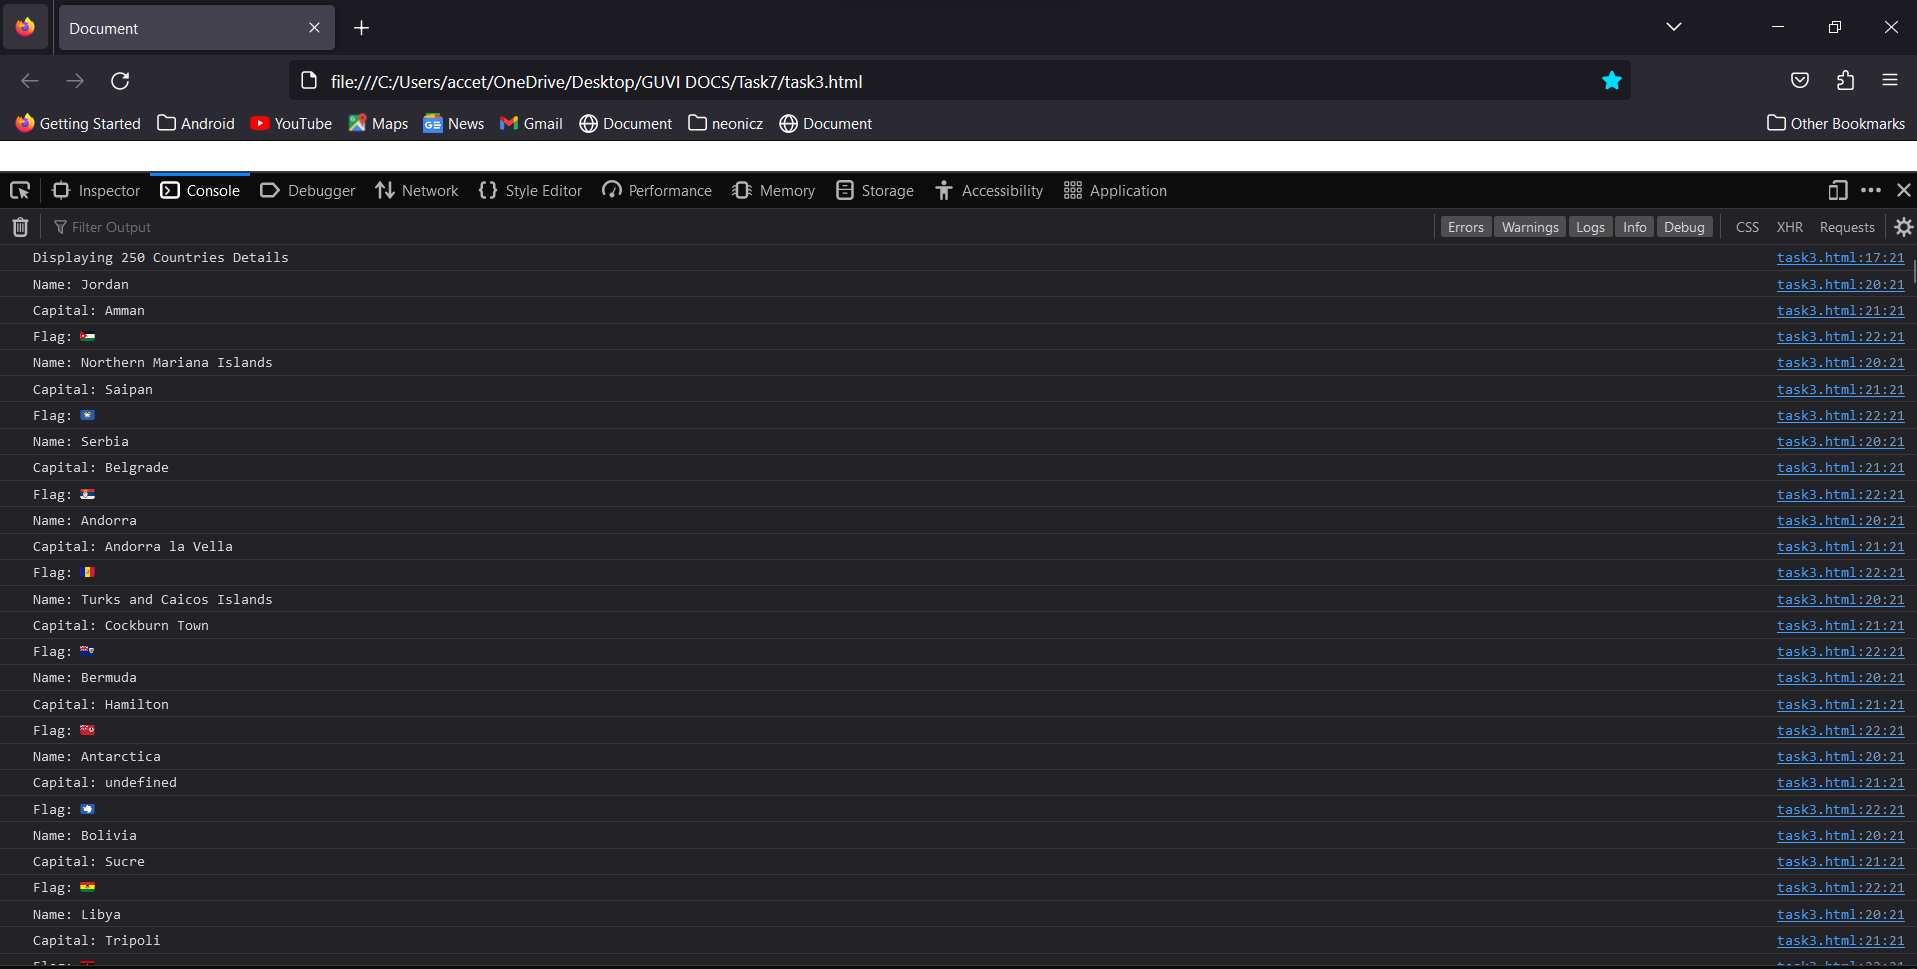 Document
file:///C:/Users/accet/OneDrive/Desktop/GUVI DOCS/Task7/task3.html
Getting Started Android YouTube Maps News Gmail Document neonicz Document Other Bookmarks
Inspector Console Debugger Network Style Editor Performance Memory Storage Accessibility Application
Filter Output Errors Warnings Logs Info Debug CSS XHR Requests
Displaying 250 Countries Details task3.html:17:21
Name: Jordan task3.html:20:21
Capital: Amman task3.html:21:21
Flag: 🇯🇴 task3.html:22:21
Name: Northern Mariana Islands task3.html:20:21
Capital: Saipan task3.html:21:21
Flag: 🇲🇵 task3.html:22:21
Name: Serbia task3.html:20:21
Capital: Belgrade task3.html:21:21
Flag: 🇷🇸 task3.html:22:21
Name: Andorra task3.html:20:21
Capital: Andorra la Vella task3.html:21:21
Flag: 🇦🇩 task3.html:22:21
Name: Turks and Caicos Islands task3.html:20:21
Capital: Cockburn Town task3.html:21:21
Flag: 🇹🇨 task3.html:22:21
Name: Bermuda task3.html:20:21
Capital: Hamilton task3.html:21:21
Flag: 🇧🇲 task3.html:22:21
Name: Antarctica task3.html:20:21
Capital: undefined task3.html:21:21
Flag: 🇦🇶 task3.html:22:21
Name: Bolivia task3.html:20:21
Capital: Sucre task3.html:21:21
Flag: 🇧🇴 task3.html:22:21
Name: Libya task3.html:20:21
Capital: Tripoli task3.html:21:21